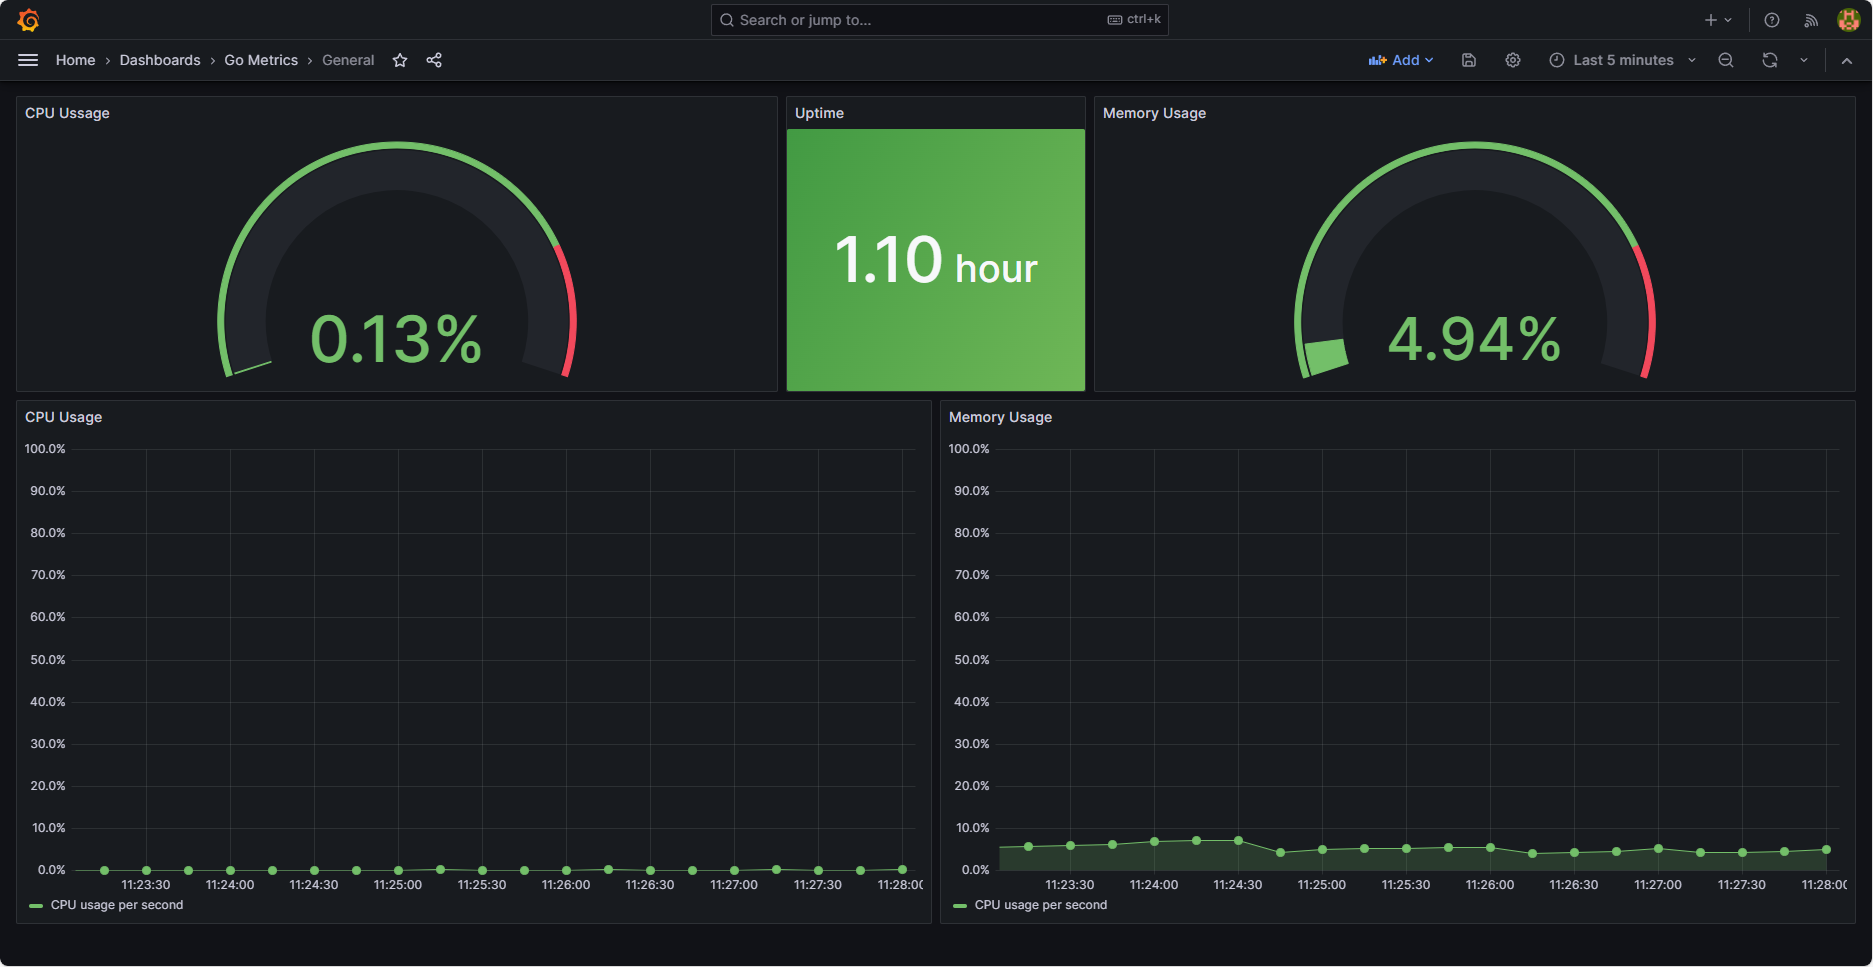 Search or jump to... ctrl+k
Home › Dashboards › Go Metrics › General
Add
Last 5 minutes
CPU Ussage
0.13%
Uptime
1.10 hour
Memory Usage
4.94%
CPU Usage
100.0%
90.0%
80.0%
70.0%
60.0%
50.0%
40.0%
30.0%
20.0%
10.0%
0.0%
11:23:30 11:24:00 11:24:30 11:25:00 11:25:30 11:26:00 11:26:30 11:27:00 11:27:30 11:28:00
CPU usage per second
Memory Usage
100.0%
90.0%
80.0%
70.0%
60.0%
50.0%
40.0%
30.0%
20.0%
10.0%
0.0%
11:23:30 11:24:00 11:24:30 11:25:00 11:25:30 11:26:00 11:26:30 11:27:00 11:27:30 11:28:00
CPU usage per second